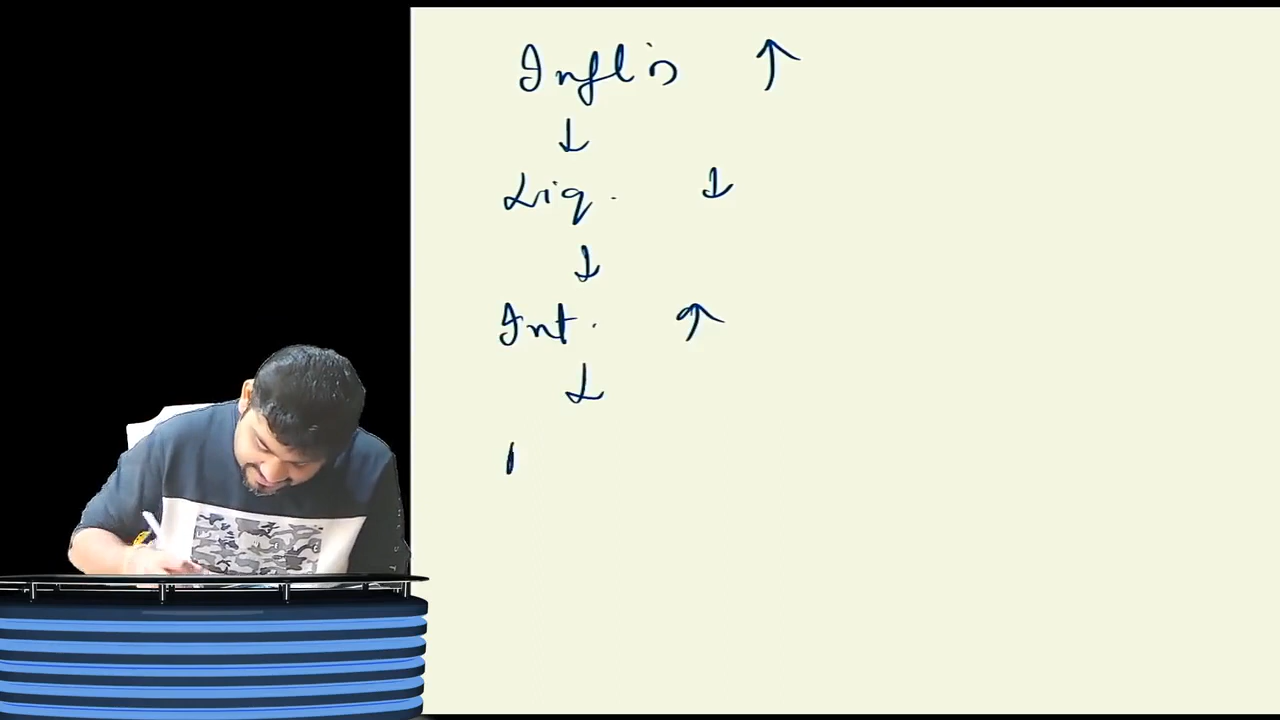 Infl'n ↑
↓
Liq. ↓
↓
Int. ↑
↓